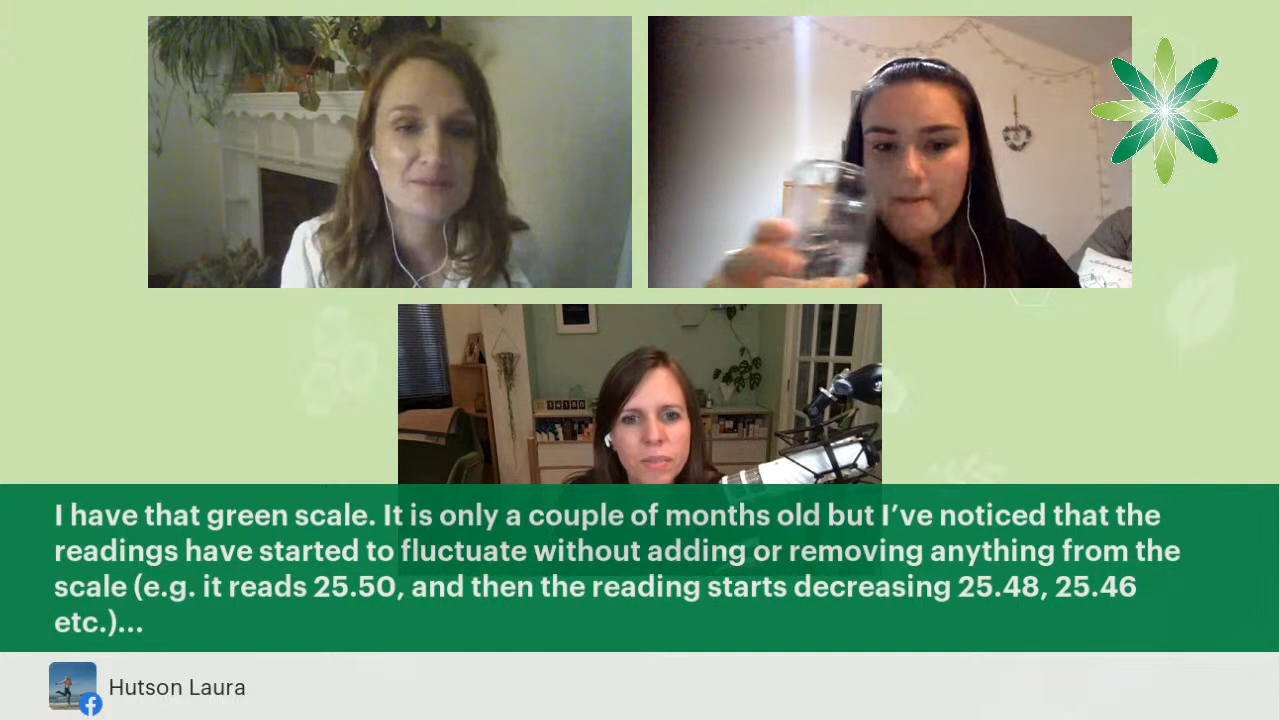 I have that green scale. It is only a couple of months old but I’ve noticed that the
readings have started to fluctuate without adding or removing anything from the
scale (e.g. it reads 25.50, and then the reading starts decreasing 25.48, 25.46
etc.)...
Hutson Laura